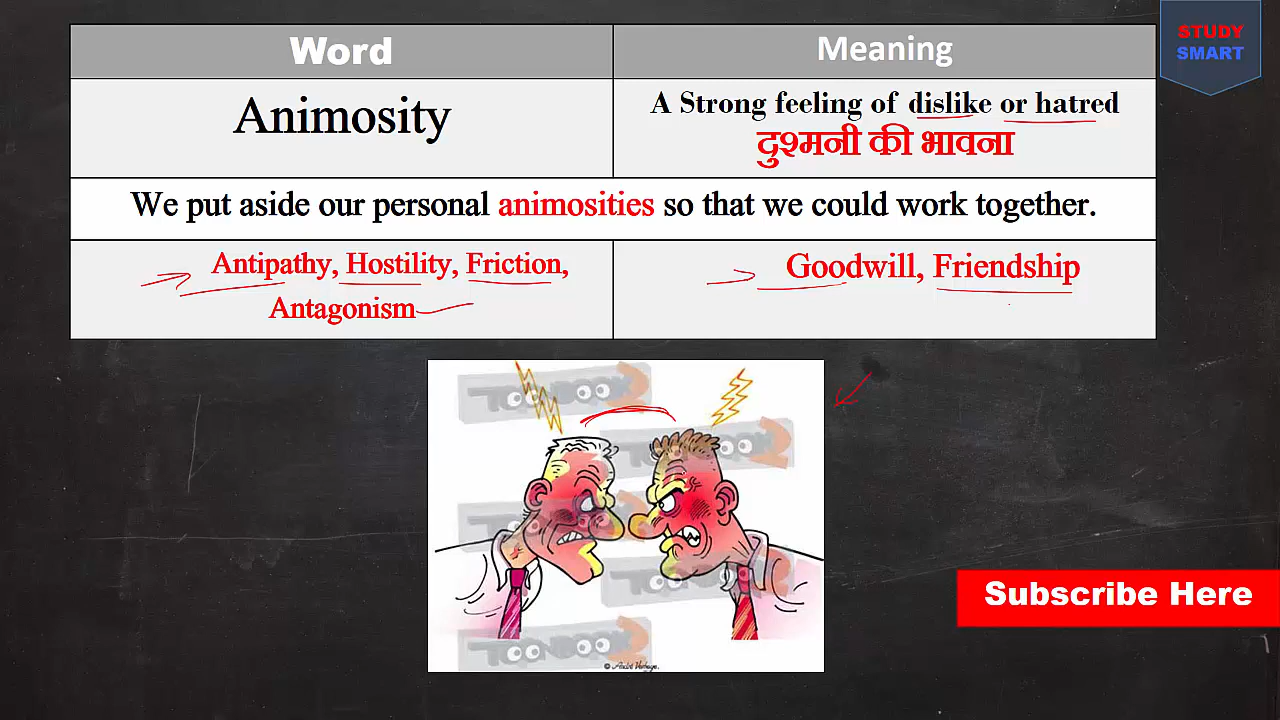 STUDY
SMART
Word
Meaning
Animosity
A Strong feeling of dislike or hatred
दुश्मनी की भावना
We put aside our personal animosities so that we could work together.
Antipathy, Hostility, Friction,
Antagonism
Goodwill, Friendship
Subscribe Here